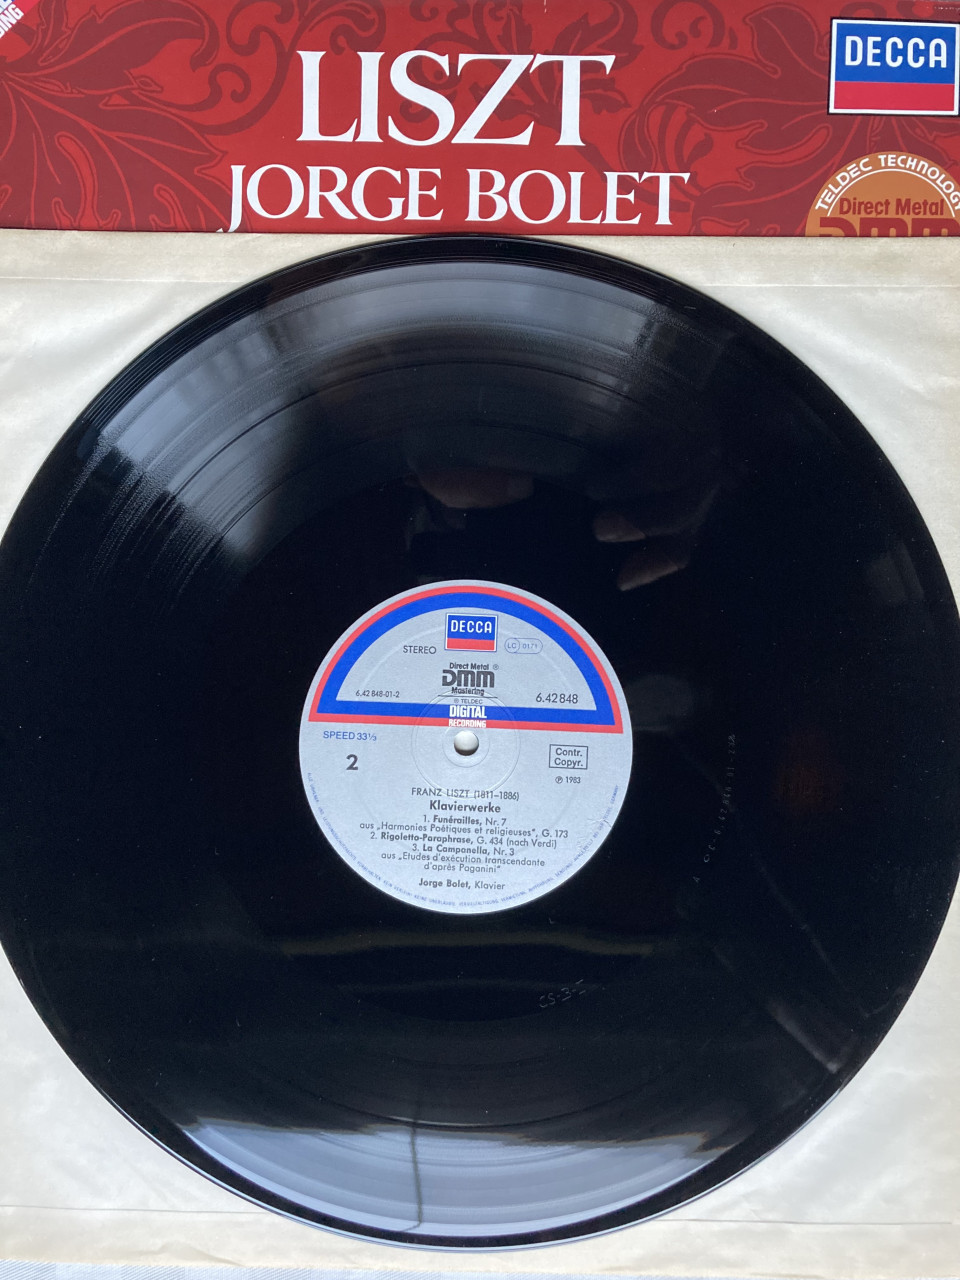 LISZT
JORGE BOLET
DECCA
TELDEC TECHNOLOGY
Direct Metal
DMM
DECCA
STEREO
LC 0171
Direct Metal ®
DMM
Mastering
6.42 848-01-2
6.42 848
® TELDEC
DIGITAL
RECORDING
SPEED 33⅓
2
Contr.
Copyr.
℗ 1983
FRANZ LISZT (1811–1886)
Klavierwerke
1. Funérailles, Nr. 7
aus „Harmonies Poétiques et religieuses", G. 173
2. Rigoletto-Paraphrase, G. 434 (nach Verdi)
3. La Campanella, Nr. 3
aus „Etudes d'exécution transcendante
d'après Paganini"
Jorge Bolet, Klavier